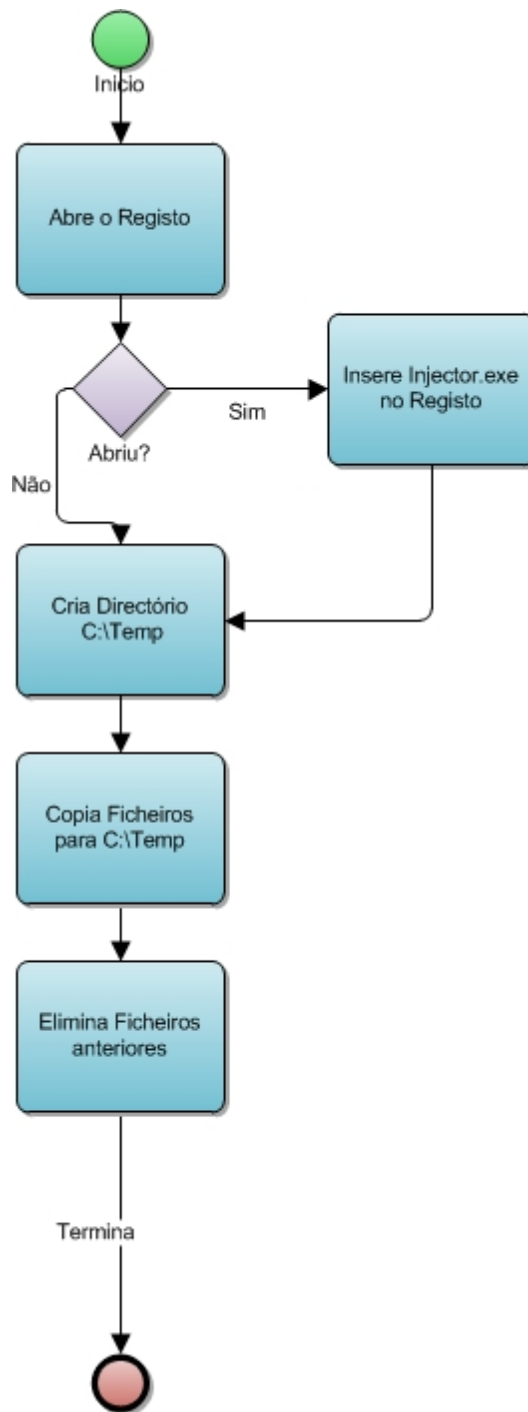 Inicio
Abre o Registo
Abriu?
Sim
Insere Injector.exe
no Registo
Não
Cria Directório
C:\Temp
Copia Ficheiros
para C:\Temp
Elimina Ficheiros
anteriores
Termina